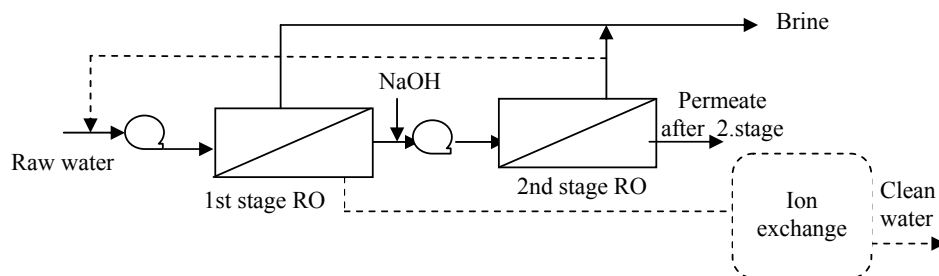 Brine
NaOH
Permeate
after 2.stage
Raw water
1st stage RO
2nd stage RO
Ion
exchange
Clean
water